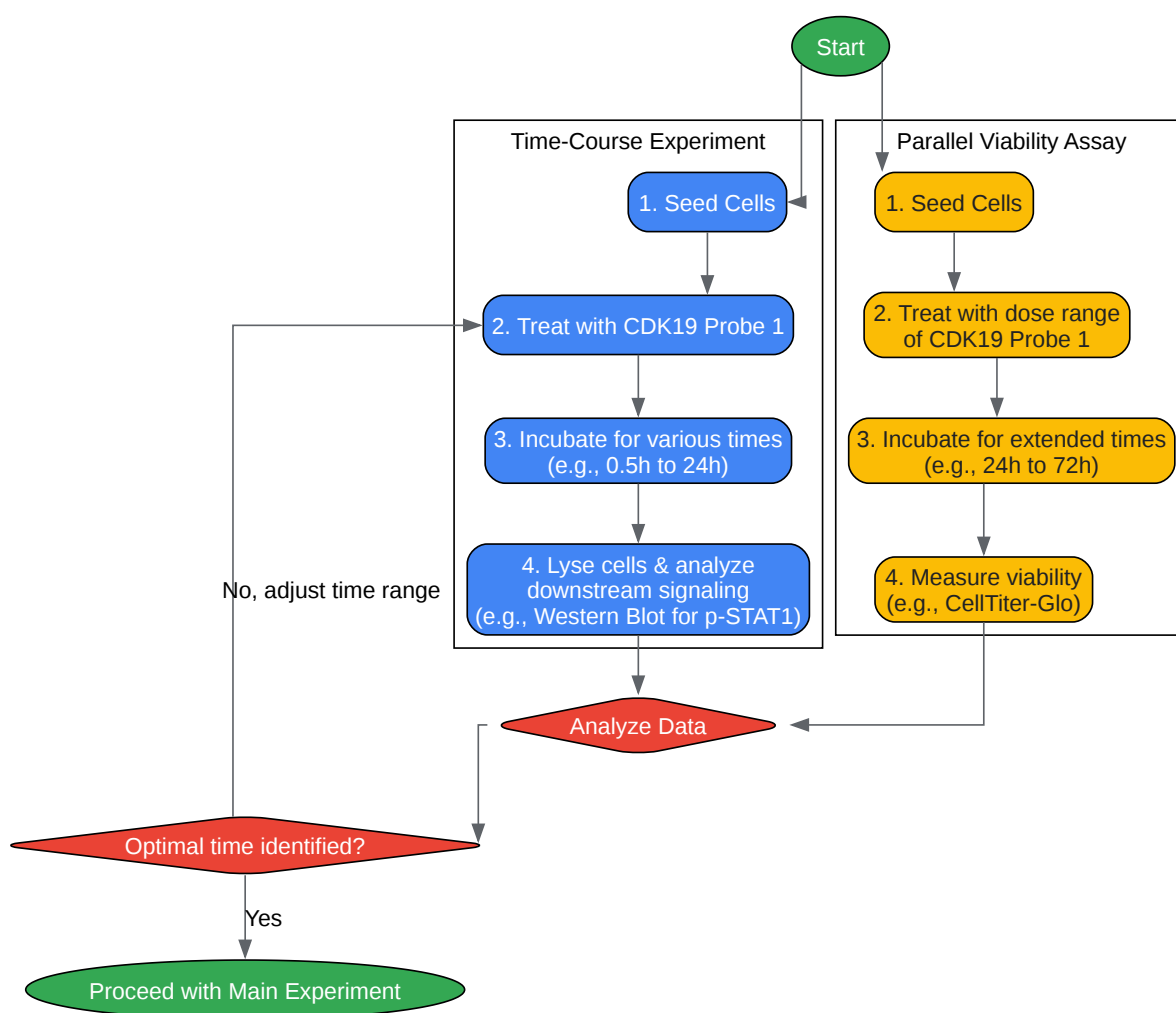 Start
Time-Course Experiment
1. Seed Cells
2. Treat with CDK19 Probe 1
3. Incubate for various times
(e.g., 0.5h to 24h)
4. Lyse cells & analyze
downstream signaling
(e.g., Western Blot for p-STAT1)
Parallel Viability Assay
1. Seed Cells
2. Treat with dose range
of CDK19 Probe 1
3. Incubate for extended times
(e.g., 24h to 72h)
4. Measure viability
(e.g., CellTiter-Glo)
No, adjust time range
Analyze Data
Optimal time identified?
Yes
Proceed with Main Experiment